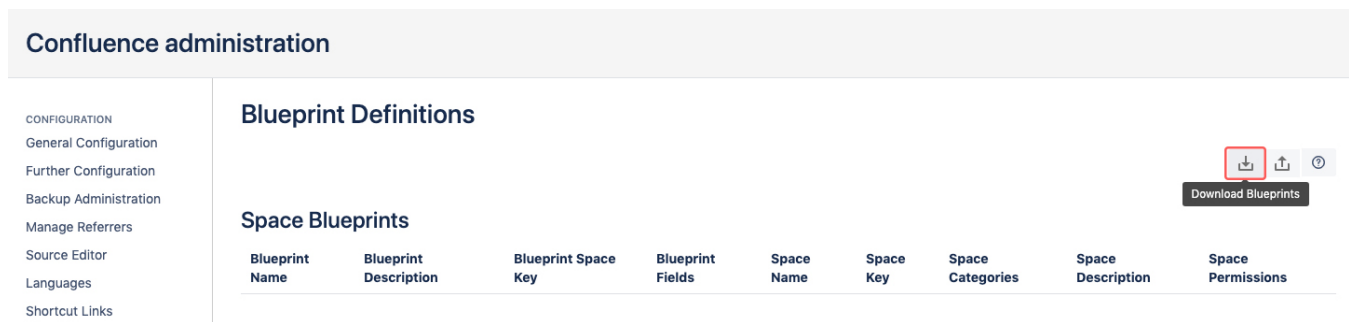 Confluence administration
CONFIGURATION
General Configuration
Further Configuration
Backup Administration
Manage Referrers
Source Editor
Languages
Shortcut Links
Blueprint Definitions
Download Blueprints
Space Blueprints
Blueprint Name
Blueprint Description
Blueprint Space Key
Blueprint Fields
Space Name
Space Key
Space Categories
Space Description
Space Permissions